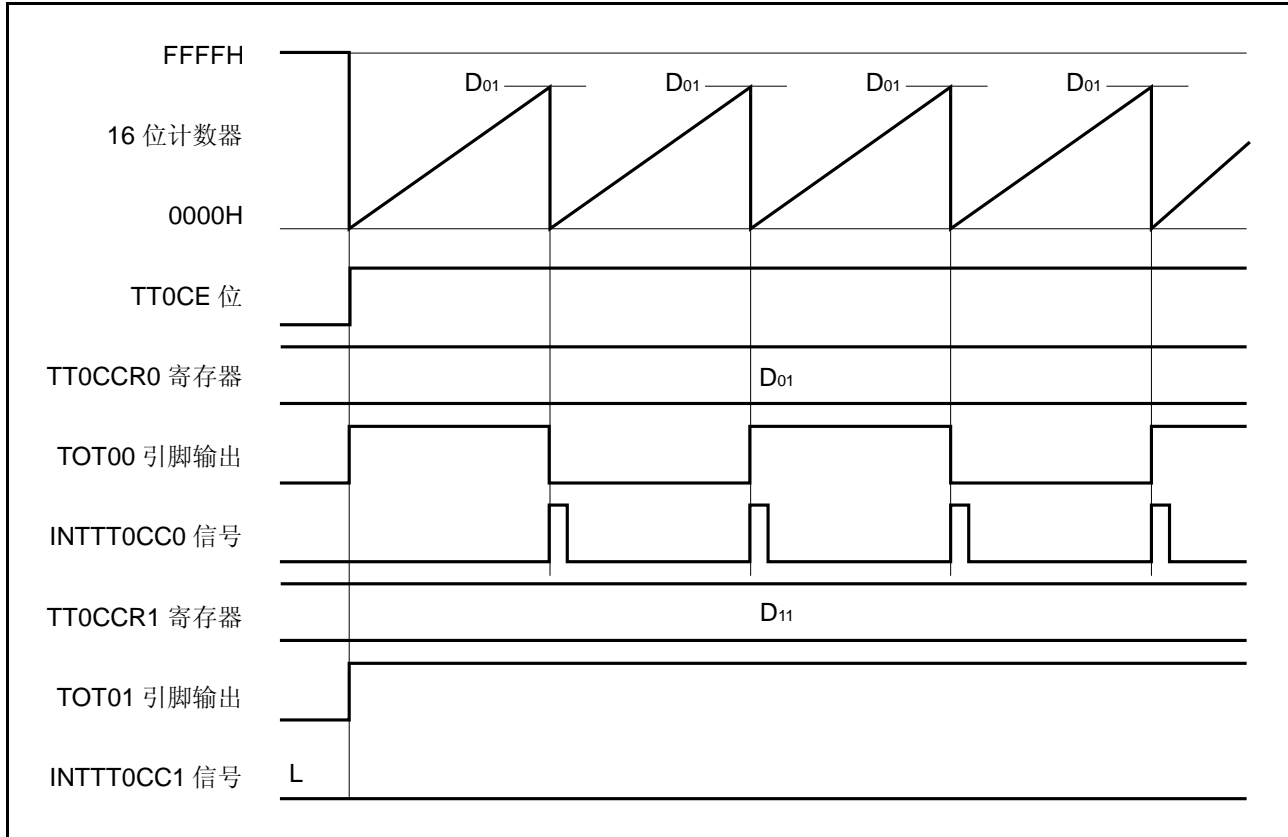 FFFFH
D01 D01 D01 D01
16 位计数器
0000H
TT0CE 位
TT0CCR0 寄存器 D01
TOT00 引脚输出
INTTT0CC0 信号
TT0CCR1 寄存器 D11
TOT01 引脚输出
INTTT0CC1 信号 L